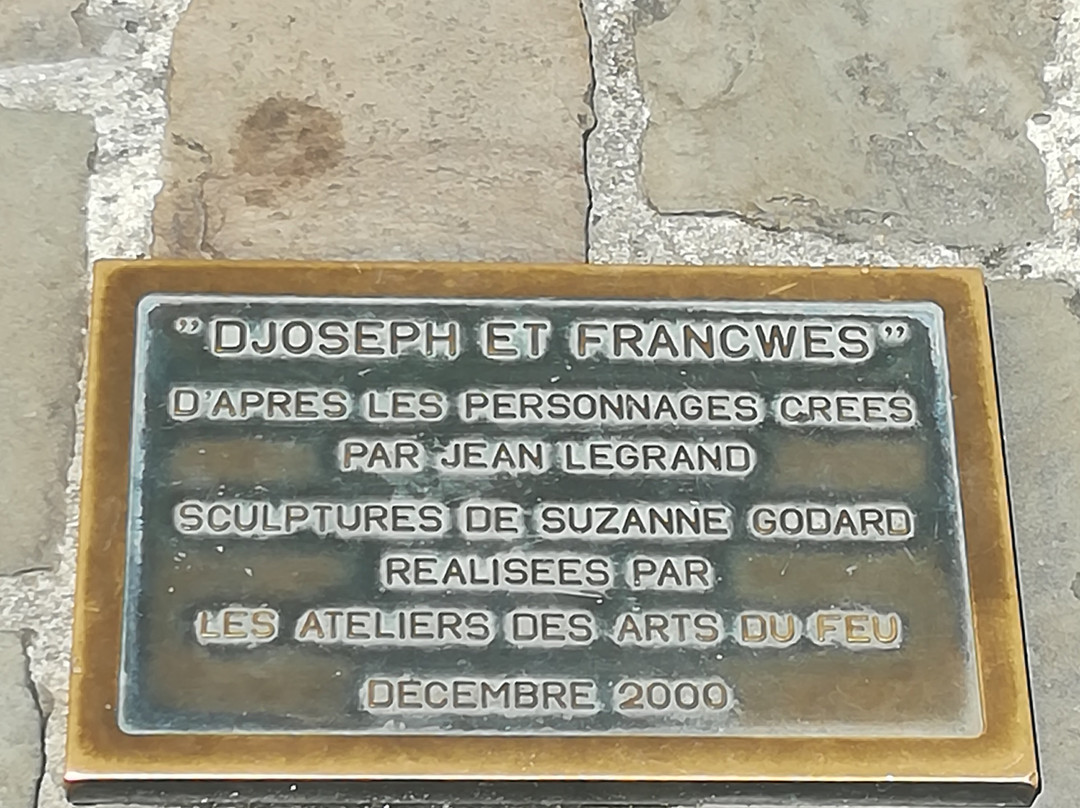 ”DJOSEPH ET FRANCWES”
D'APRES LES PERSONNAGES CREES
PAR JEAN LEGRAND
SCULPTURES DE SUZANNE GODARD
REALISEES PAR
LES ATELIERS DES ARTS DU FEU
DECEMBRE 2000